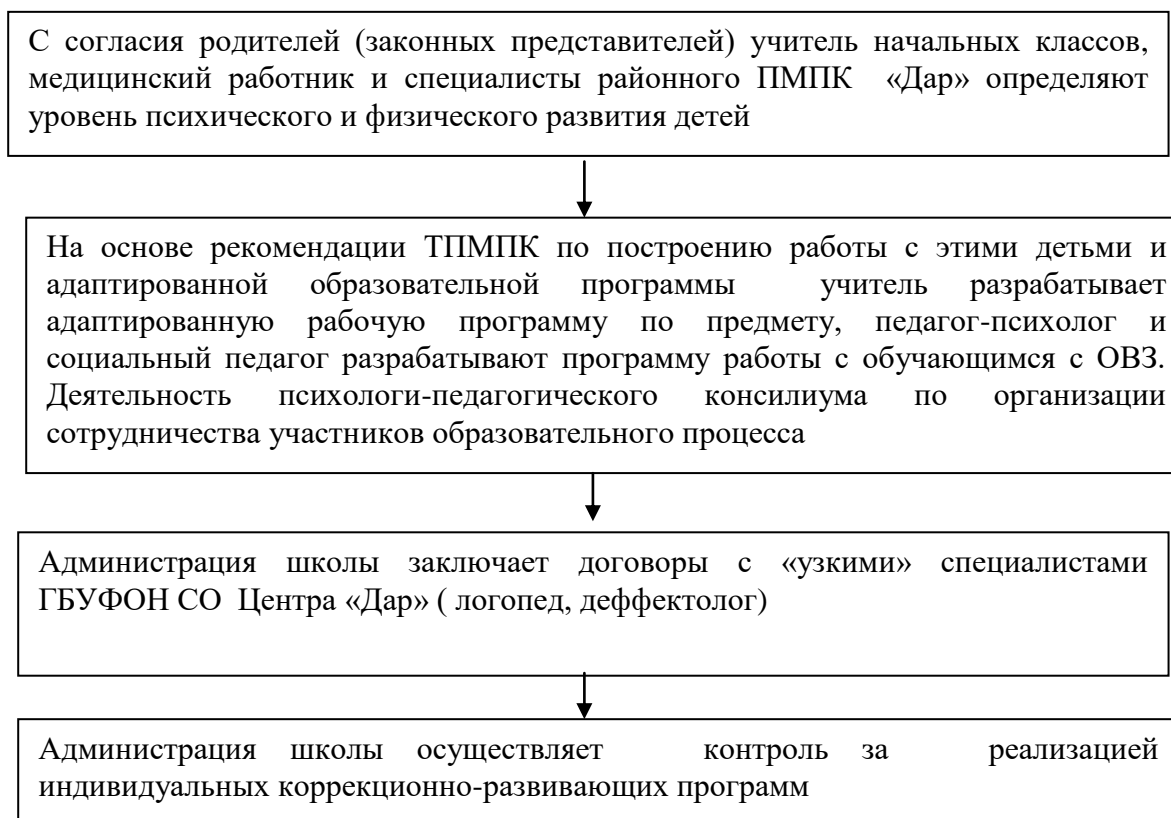 С согласия родителей (законных представителей) учитель начальных классов,
медицинский работник и специалисты районного ПМПК «Дар» определяют
уровень психического и физического развития детей
На основе рекомендации ТПМПК по построению работы с этими детьми и
адаптированной образовательной программы учитель разрабатывает
адаптированную рабочую программу по предмету, педагог-психолог и
социальный педагог разрабатывают программу работы с обучающимся с ОВЗ.
Деятельность психологи-педагогического консилиума по организации
сотрудничества участников образовательного процесса
Администрация школы заключает договоры с «узкими» специалистами
ГБУФОН СО Центра «Дар» ( логопед, деффектолог)
Администрация школы осуществляет контроль за реализацией
индивидуальных коррекционно-развивающих программ